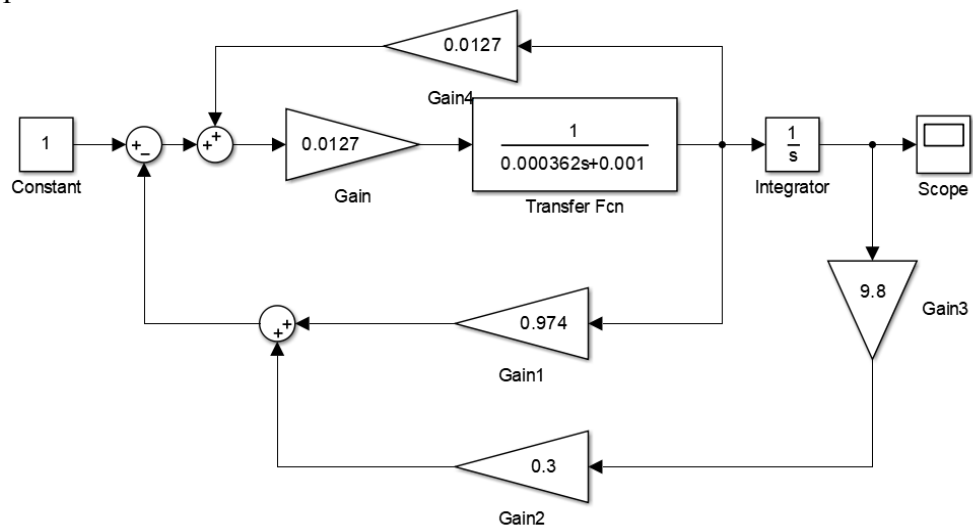 0.0127
Gain4
1
Constant
+
−
+
+
0.0127
Gain
1
0.000362s+0.001
Transfer Fcn
1
s
Integrator
Scope
9.8
Gain3
+
+
0.974
Gain1
0.3
Gain2